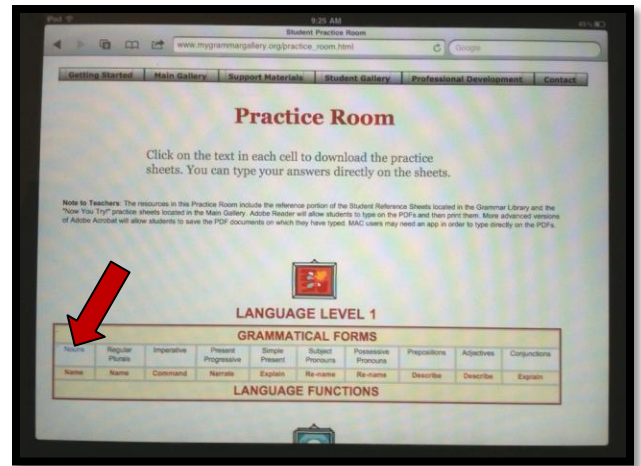 iPad 9:25 AM
Student Practice Room
www.mygrammargallery.org/practice_room.html Google
Getting Started Main Gallery Support Materials Student Gallery Professional Development Contact
Practice Room
Click on the text in each cell to download the practice
sheets. You can type your answers directly on the sheets.
Note to Teachers: The resources in this Practice Room include the reference portion of the Student Reference Sheets located in the Grammar Library and the
"Now You Try!" practice sheets located in the Main Gallery. Adobe Reader will allow students to type on the PDFs and then print them. More advanced versions
of Adobe Acrobat will allow students to save the PDF documents on which they have typed. MAC users may need an app in order to type directly on the PDFs.
LANGUAGE LEVEL 1
GRAMMATICAL FORMS
Nouns Regular Plurals Imperative Present Progressive Simple Present Subject Pronouns Possessive Pronouns Prepositions Adjectives Conjunctions
Name Name Command Narrate Explain Re-name Re-name Describe Describe Explain
LANGUAGE FUNCTIONS